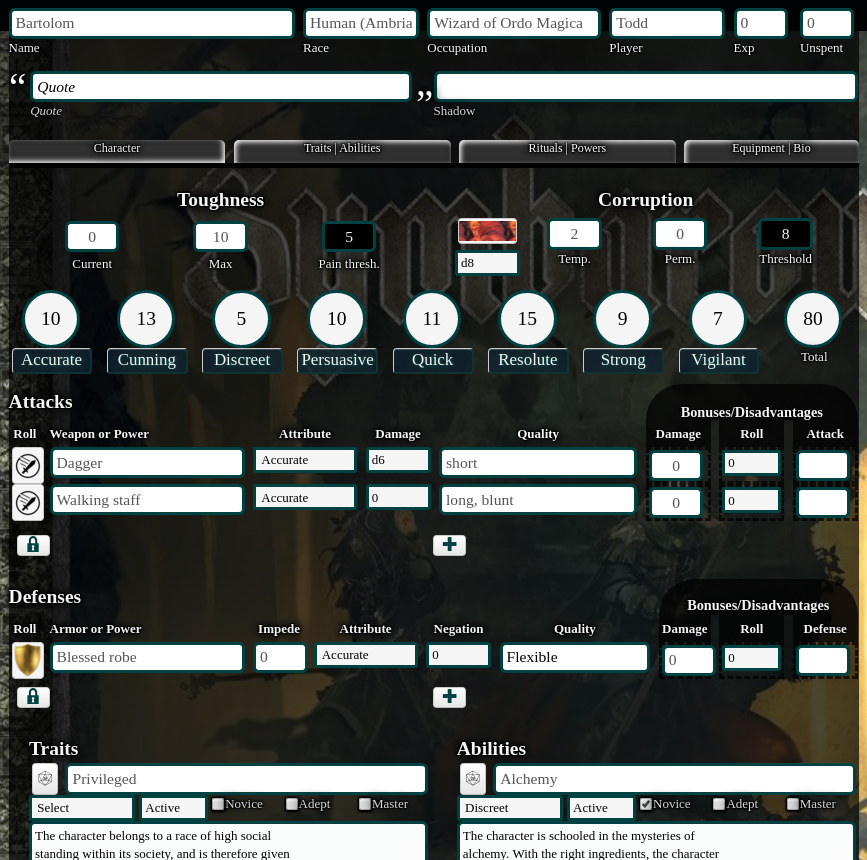 Bartolom Human (Ambria Wizard of Ordo Magica Todd 0 0
Name Race Occupation Player Exp Unspent
“ Quote „
Quote Shadow
Character Traits | Abilities Rituals | Powers Equipment | Bio
Symbaroum
Toughness Corruption
0 10 5 2 0 8
d8
Current Max Pain thresh. Temp. Perm. Threshold
10 13 5 10 11 15 9 7 80
Accurate Cunning Discreet Persuasive Quick Resolute Strong Vigilant Total
Attacks Bonuses/Disadvantages
Roll Weapon or Power Attribute Damage Quality Damage Roll Attack
Dagger Accurate d6 short 0 0
Walking staff Accurate 0 long, blunt 0 0
Defenses Bonuses/Disadvantages
Roll Armor or Power Impede Attribute Negation Quality Damage Roll Defense
Blessed robe 0 Accurate 0 Flexible 0 0
Traits Abilities
Privileged Alchemy
Select Active Novice Adept Master Discreet Active Novice Adept Master
The character belongs to a race of high social The character is schooled in the mysteries of
standing within its society, and is therefore given alchemy. With the right ingredients, the character